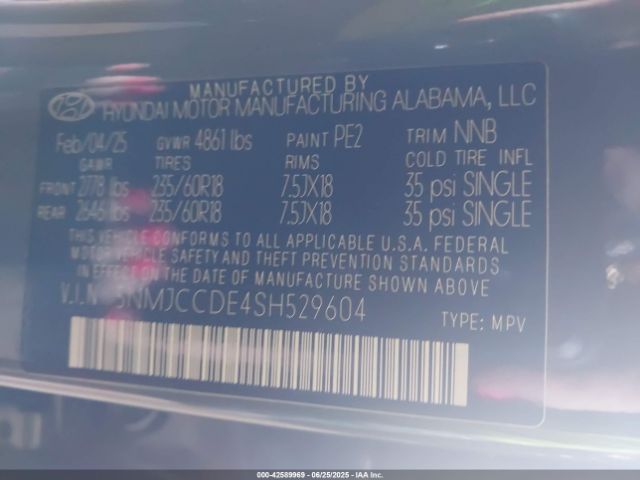 MANUFACTURED BY
HYUNDAI MOTOR MANUFACTURING ALABAMA, LLC
Feb/04/25 GVWR 4861 lbs PAINT PE2 TRIM NNB
GAWR TIRES RIMS COLD TIRE INFL
FRONT 2778 lbs 235/60R18 7.5JX18 35 psi SINGLE
REAR 2646 lbs 235/60R18 7.5JX18 35 psi SINGLE
THIS VEHICLE CONFORMS TO ALL APPLICABLE U.S.A. FEDERAL
MOTOR VEHICLE SAFETY AND THEFT PREVENTION STANDARDS
IN EFFECT ON THE DATE OF MANUFACTURE SHOWN ABOVE.
V.I.N 5NMJCCDE4SH529604 TYPE: MPV
000-42589969 06/25/2025 COPART.COM